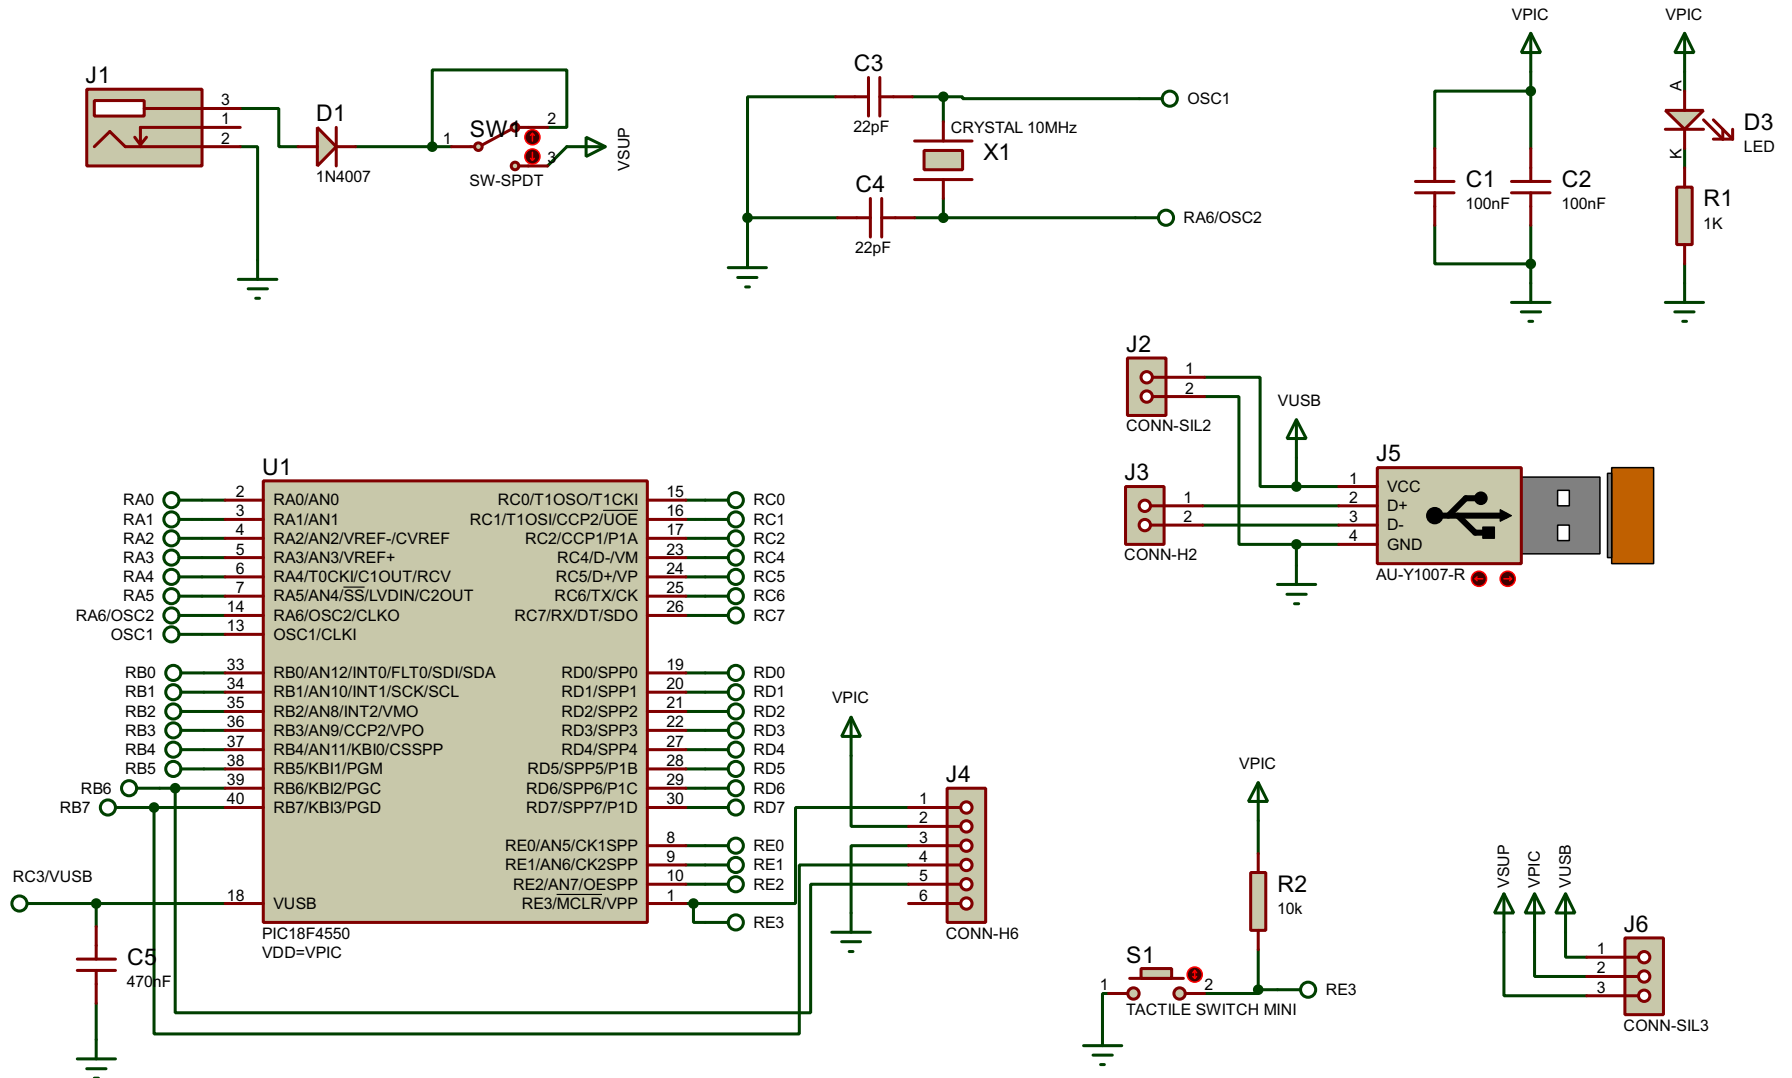 J1
3
1
2
D1
1N4007
1
SW1
2
3
SW-SPDT
VSUP
C3
22pF
OSC1
CRYSTAL 10MHz
X1
C4
22pF
RA6/OSC2
VPIC
C1
100nF
C2
100nF
VPIC
A
K
D3
LED
R1
1K
J2
1
2
CONN-SIL2
VUSB
J3
1
2
CONN-H2
J5
1 VCC
2 D+
3 D-
4 GND
AU-Y1007-R
U1
RA0 2 RA0/AN0
RA1 3 RA1/AN1
RA2 4 RA2/AN2/VREF-/CVREF
RA3 5 RA3/AN3/VREF+
RA4 6 RA4/T0CKI/C1OUT/RCV
RA5 7 RA5/AN4/SS/LVDIN/C2OUT
RA6/OSC2 14 RA6/OSC2/CLKO
OSC1 13 OSC1/CLKI
RB0 33 RB0/AN12/INT0/FLT0/SDI/SDA
RB1 34 RB1/AN10/INT1/SCK/SCL
RB2 35 RB2/AN8/INT2/VMO
RB3 36 RB3/AN9/CCP2/VPO
RB4 37 RB4/AN11/KBI0/CSSPP
RB5 38 RB5/KBI1/PGM
RB6 39 RB6/KBI2/PGC
RB7 40 RB7/KBI3/PGD
RC3/VUSB 18 VUSB
RC0/T1OSO/T1CKI 15 RC0
RC1/T1OSI/CCP2/UOE 16 RC1
RC2/CCP1/P1A 17 RC2
RC4/D-/VM 23 RC4
RC5/D+/VP 24 RC5
RC6/TX/CK 25 RC6
RC7/RX/DT/SDO 26 RC7
RD0/SPP0 19 RD0
RD1/SPP1 20 RD1
RD2/SPP2 21 RD2
RD3/SPP3 22 RD3
RD4/SPP4 27 RD4
RD5/SPP5/P1B 28 RD5
RD6/SPP6/P1C 29 RD6
RD7/SPP7/P1D 30 RD7
RE0/AN5/CK1SPP 8 RE0
RE1/AN6/CK2SPP 9 RE1
RE2/AN7/OESPP 10 RE2
RE3/MCLR/VPP 1
RE3
PIC18F4550
VDD=VPIC
C5
470nF
VPIC
J4
1
2
3
4
5
6
CONN-H6
VPIC
R2
10k
S1
1
2
RE3
TACTILE SWITCH MINI
VSUP
VPIC
VUSB
J6
1
2
3
CONN-SIL3